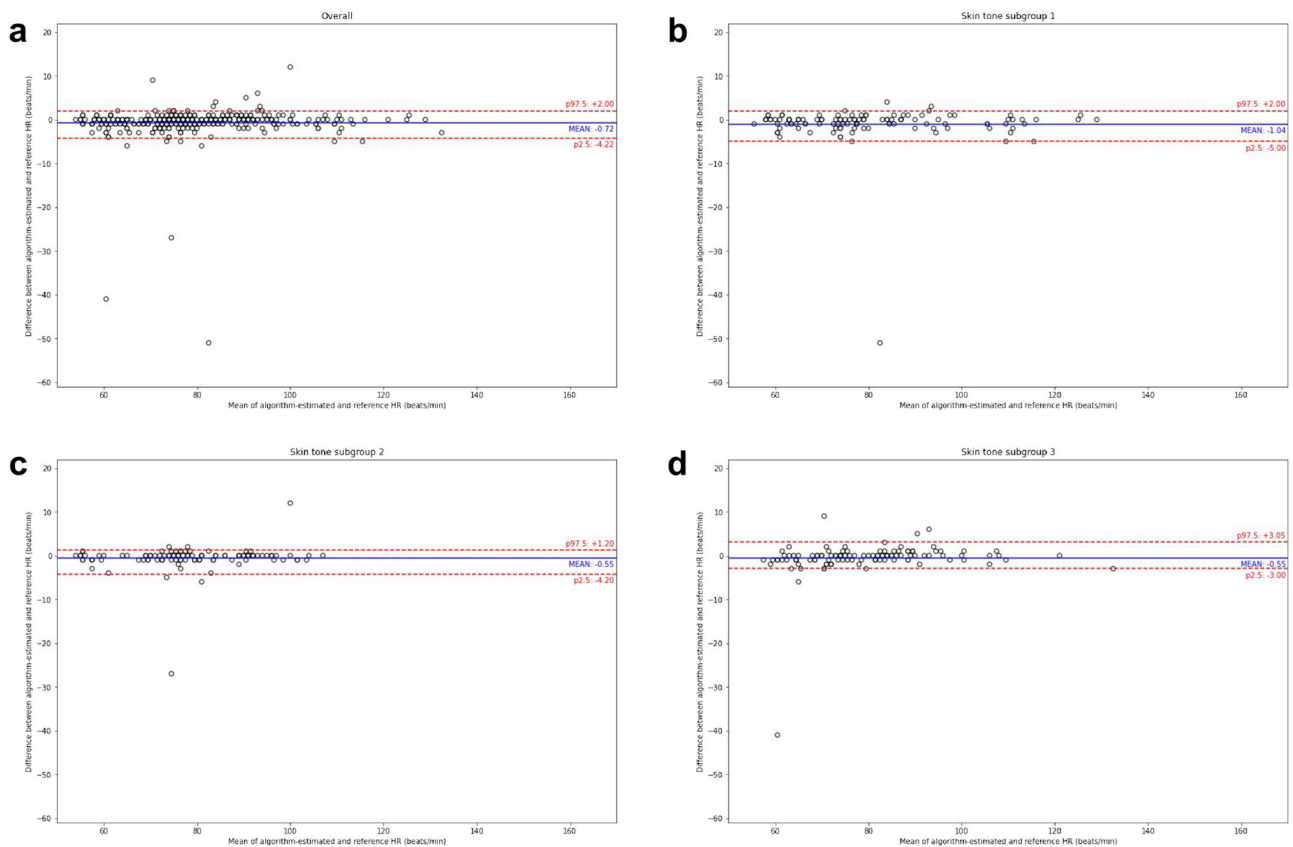 a
Overall
20
10
0
−10
−20
−30
−40
−50
−60
Difference between algorithm-estimated and reference HR (beats/min)
p97.5: +2.00
MEAN: -0.72
p2.5: -4.22
60 80 100 120 140 160
Mean of algorithm-estimated and reference HR (beats/min)
b
Skin tone subgroup 1
20
10
0
−10
−20
−30
−40
−50
−60
Difference between algorithm-estimated and reference HR (beats/min)
p97.5: +2.00
MEAN: -1.04
p2.5: -5.00
60 80 100 120 140 160
Mean of algorithm-estimated and reference HR (beats/min)
c
Skin tone subgroup 2
20
10
0
−10
−20
−30
−40
−50
−60
Difference between algorithm-estimated and reference HR (beats/min)
p97.5: +1.20
MEAN: -0.55
p2.5: -4.20
60 80 100 120 140 160
Mean of algorithm-estimated and reference HR (beats/min)
d
Skin tone subgroup 3
20
10
0
−10
−20
−30
−40
−50
−60
Difference between algorithm-estimated and reference HR (beats/min)
p97.5: +3.05
MEAN: -0.55
p2.5: -3.00
60 80 100 120 140 160
Mean of algorithm-estimated and reference HR (beats/min)